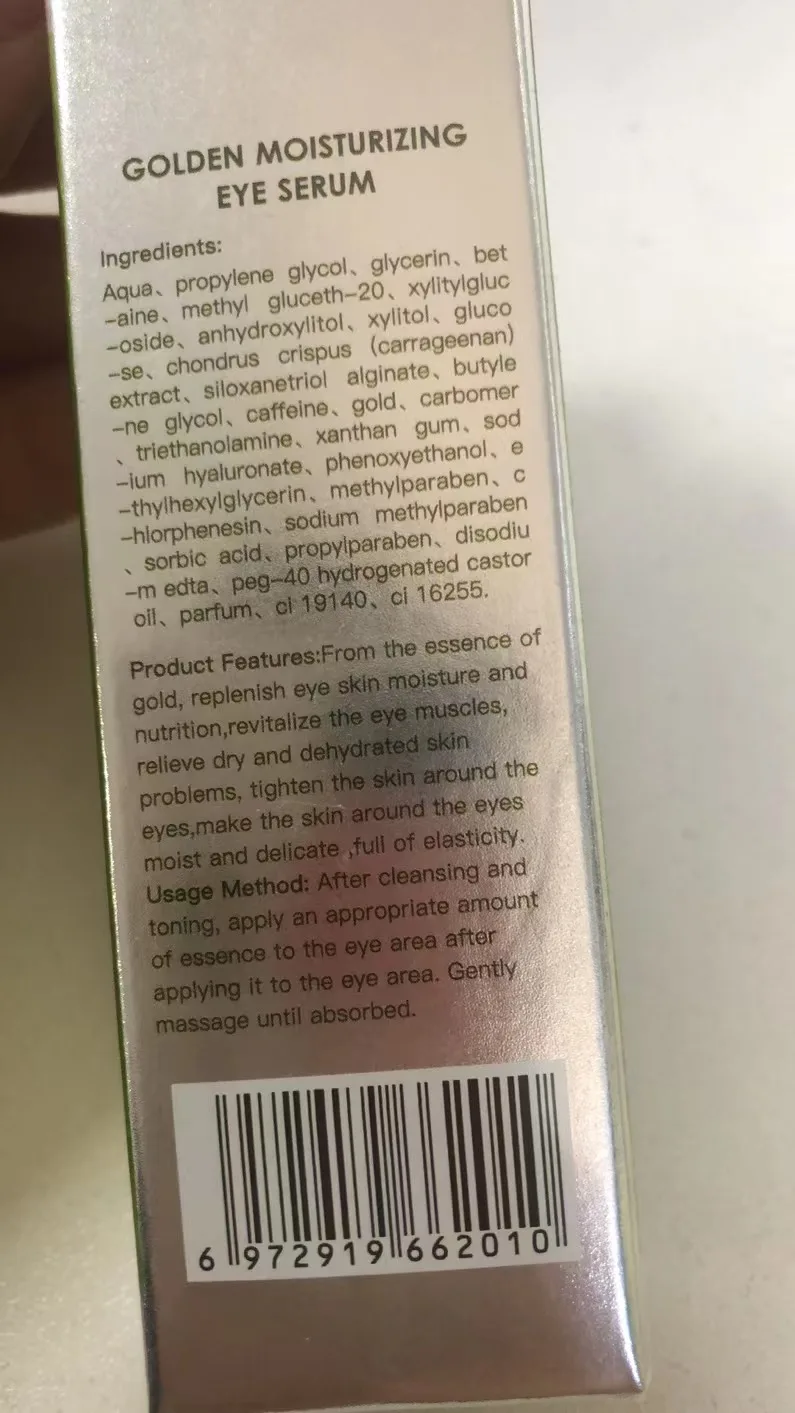 GOLDEN MOISTURIZING
EYE SERUM
Ingredients:
Aqua、propylene glycol、glycerin、bet
-aine、methyl gluceth-20、xylitylgluc
-oside、anhydroxylitol、xylitol、gluco
-se、chondrus crispus (carrageenan)
extract、siloxanetriol alginate、butyle
-ne glycol、caffeine、gold、carbomer
、triethanolamine、xanthan gum、sod
-ium hyaluronate、phenoxyethanol、e
-thylhexylglycerin、methylparaben、c
-hlorphenesin、sodium methylparaben
、sorbic acid、propylparaben、disodiu
-m edta、peg-40 hydrogenated castor
oil、parfum、ci 19140、ci 16255.
Product Features:From the essence of
gold, replenish eye skin moisture and
nutrition,revitalize the eye muscles,
relieve dry and dehydrated skin
problems, tighten the skin around the
eyes,make the skin around the eyes
moist and delicate ,full of elasticity.
Usage Method: After cleansing and
toning, apply an appropriate amount
of essence to the eye area after
applying it to the eye area. Gently
massage until absorbed.
6 972919 662010